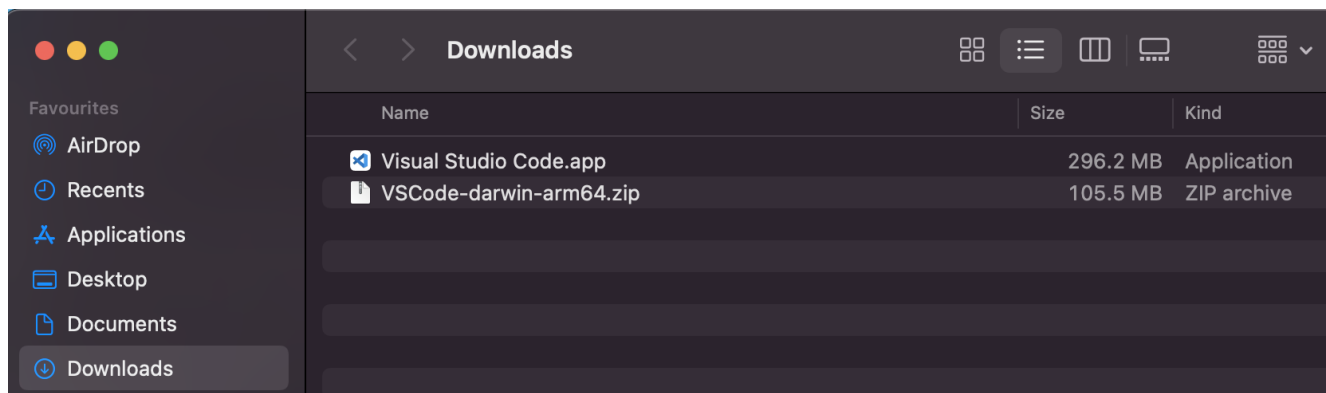 Downloads
Favourites
AirDrop
Recents
Applications
Desktop
Documents
Downloads
Name Size Kind
Visual Studio Code.app 296.2 MB Application
VSCode-darwin-arm64.zip 105.5 MB ZIP archive